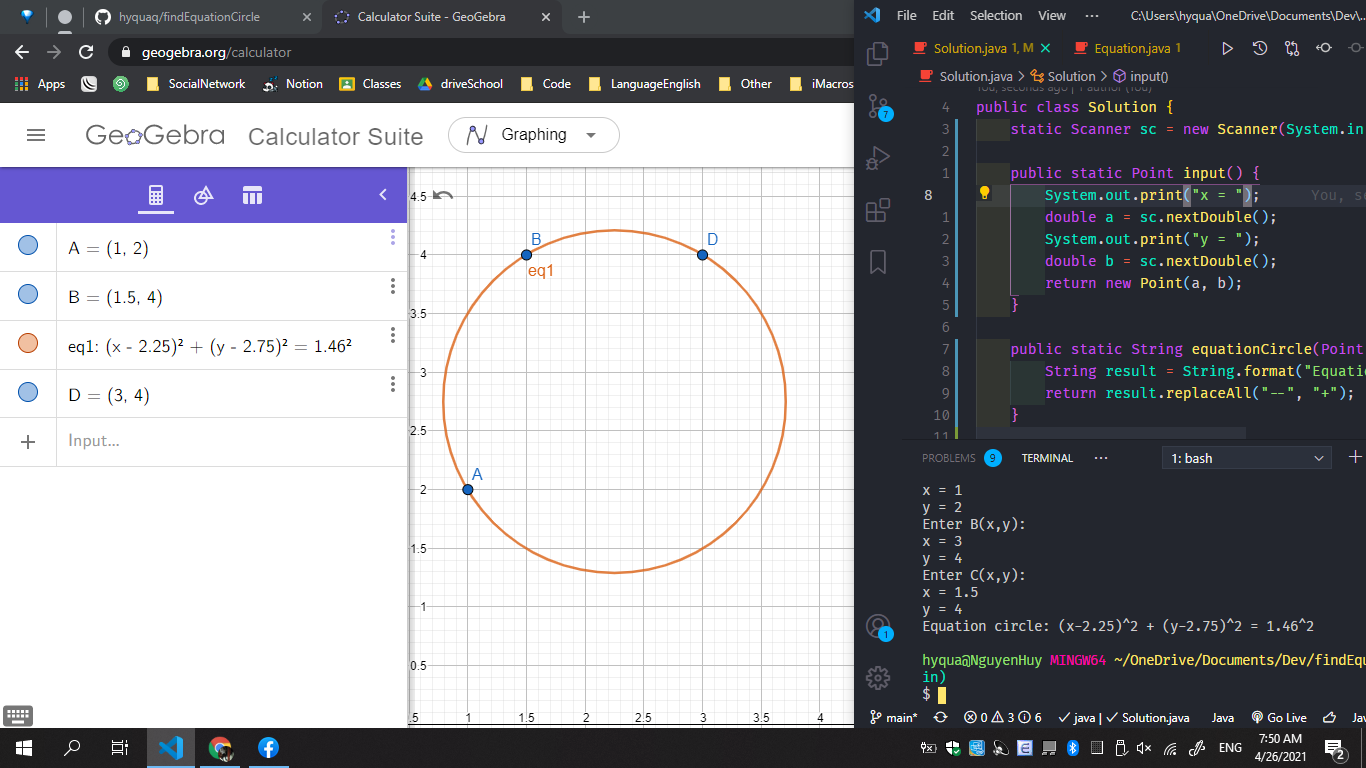 hyquaq/findEquationCircle
Calculator Suite - GeoGebra
geogebra.org/calculator
Apps
SocialNetwork
Notion
Classes
driveSchool
Code
LanguageEnglish
Other
iMacros
GeoGebra
Calculator Suite
Graphing
A = (1, 2)
B = (1.5, 4)
eq1: (x - 2.25)² + (y - 2.75)² = 1.46²
D = (3, 4)
Input...
4.5
4
3.5
3
2.5
2
1.5
1
0.5
.5 1 1.5 2 2.5 3 3.5 4
B
D
eq1
A
File Edit Selection View ... C:\Users\hyqua\OneDrive\Documents\Dev\...
Solution.java 1, M
Equation.java 1
Solution.java > Solution > input()
You, seconds ago | 1 author (You)
4 public class Solution {
3 static Scanner sc = new Scanner(System.in
2
1 public static Point input() {
8 System.out.print("x = "); You, se
1 double a = sc.nextDouble();
2 System.out.print("y = ");
3 double b = sc.nextDouble();
4 return new Point(a, b);
5 }
6
7 public static String equationCircle(Point
8 String result = String.format("Equatio
9 return result.replaceAll("--", "+");
10 }
11
7
PROBLEMS 9 TERMINAL ... 1: bash
x = 1
y = 2
Enter B(x,y):
x = 3
y = 4
Enter C(x,y):
x = 1.5
y = 4
Equation circle: (x-2.25)^2 + (y-2.75)^2 = 1.46^2
hyqua@NguyenHuy MINGW64 ~/OneDrive/Documents/Dev/findEqu
in)
$
1
main* 0 3 6 java | Solution.java Java Go Live Jav
ENG
7:50 AM
4/26/2021
2